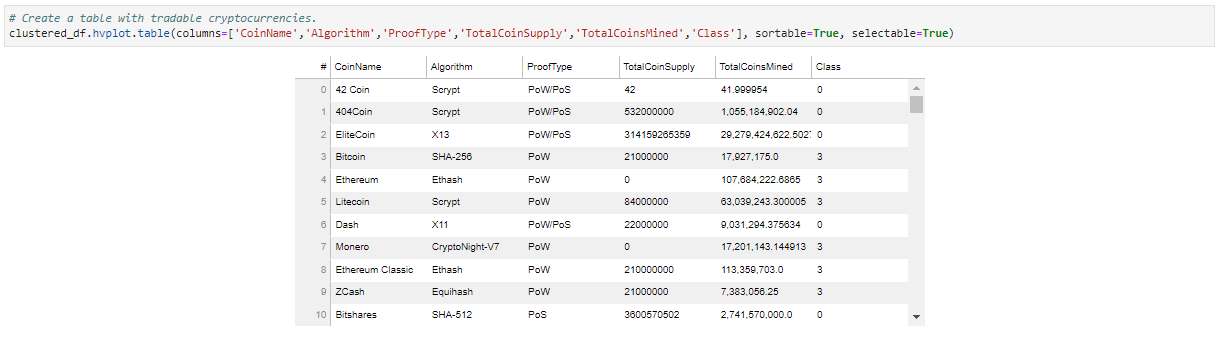 # Create a table with tradable cryptocurrencies.
clustered_df.hvplot.table(columns=['CoinName','Algorithm','ProofType','TotalCoinSupply','TotalCoinsMined','Class'], sortable=True, selectable=True)
# CoinName Algorithm ProofType TotalCoinSupply TotalCoinsMined Class
0 42 Coin Scrypt PoW/PoS 42 41.999954 0
1 404Coin Scrypt PoW/PoS 532000000 1,055,184,902.04 0
2 EliteCoin X13 PoW/PoS 314159265359 29,279,424,622.502 0
3 Bitcoin SHA-256 PoW 21000000 17,927,175.0 3
4 Ethereum Ethash PoW 0 107,684,222.6865 3
5 Litecoin Scrypt PoW 84000000 63,039,243.300005 3
6 Dash X11 PoW/PoS 22000000 9,031,294.375634 0
7 Monero CryptoNight-V7 PoW 0 17,201,143.144913 3
8 Ethereum Classic Ethash PoW 210000000 113,359,703.0 3
9 ZCash Equihash PoW 21000000 7,383,056.25 3
10 Bitshares SHA-512 PoS 3600570502 2,741,570,000.0 0